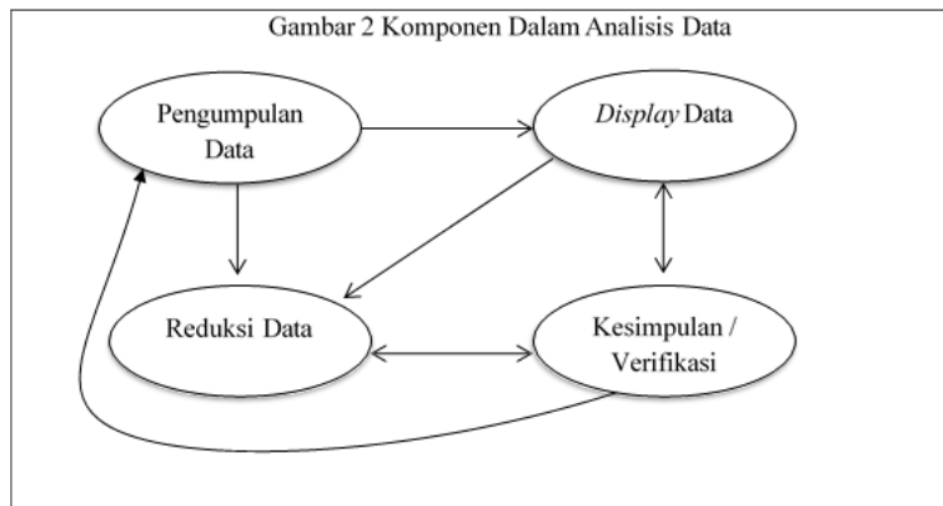 Gambar 2 Komponen Dalam Analisis Data
Pengumpulan
Data
Display Data
Reduksi Data
Kesimpulan /
Verifikasi